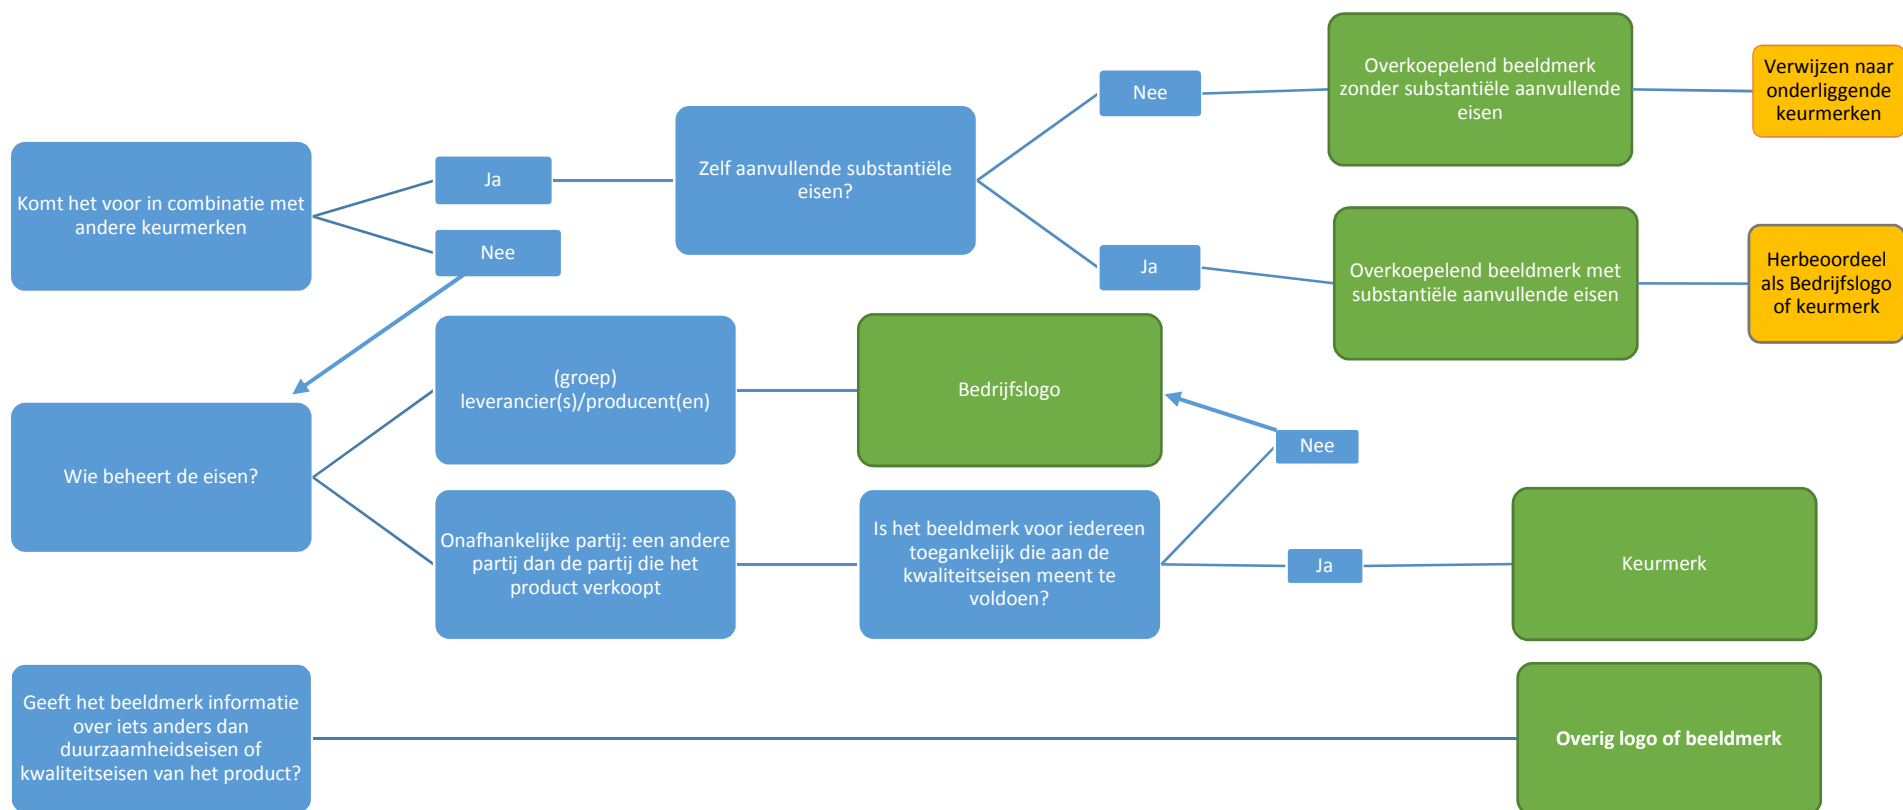 Komt het voor in combinatie met
andere keurmerken
Ja
Nee
Zelf aanvullende substantiële
eisen?
Nee
Ja
Overkoepelend beeldmerk
zonder substantiële aanvullende
eisen
Verwijzen naar
onderliggende
keurmerken
Overkoepelend beeldmerk met
substantiële aanvullende eisen
Herbeoordeel
als Bedrijfslogo
of keurmerk
Wie beheert de eisen?
(groep)
leverancier(s)/producent(en)
Bedrijfslogo
Onafhankelijke partij: een andere
partij dan de partij die het
product verkoopt
Is het beeldmerk voor iedereen
toegankelijk die aan de
kwaliteitseisen meent te
voldoen?
Nee
Ja
Keurmerk
Geeft het beeldmerk informatie
over iets anders dan
duurzaamheidseisen of
kwaliteitseisen van het product?
Overig logo of beeldmerk